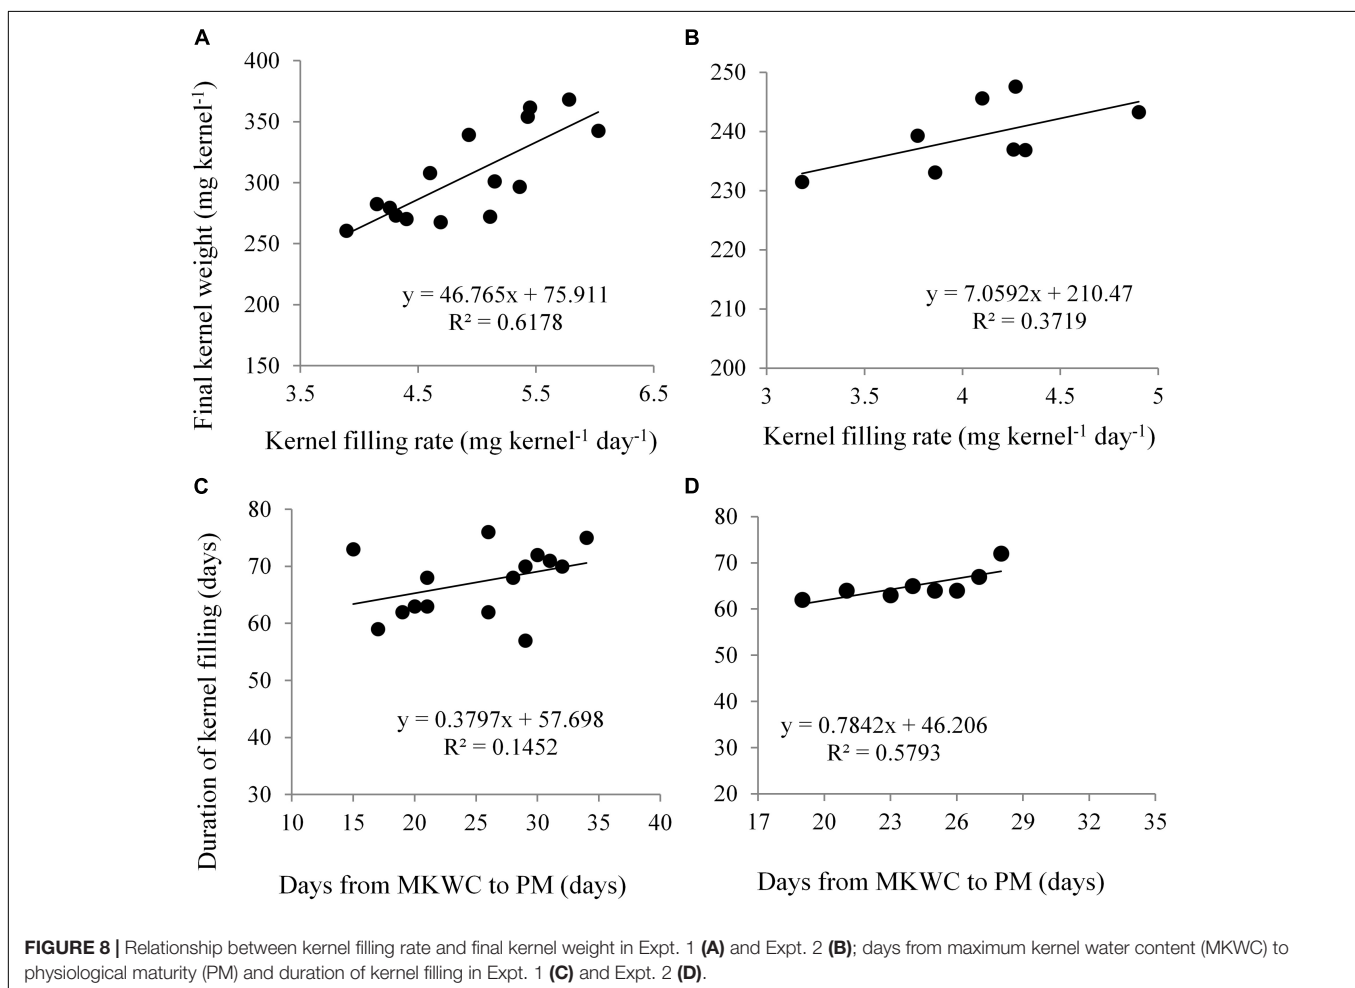 A
400
350
300
250
200
150
3.5 4.5 5.5 6.5
Final kernel weight (mg kernel⁻¹)
Kernel filling rate (mg kernel⁻¹ day⁻¹)
y = 46.765x + 75.911
R² = 0.6178
B
250
240
230
220
210
200
3 3.5 4 4.5 5
Kernel filling rate (mg kernel⁻¹ day⁻¹)
y = 7.0592x + 210.47
R² = 0.3719
C
80
70
60
50
40
30
10 15 20 25 30 35 40
Duration of kernel filling (days)
Days from MKWC to PM (days)
y = 0.3797x + 57.698
R² = 0.1452
D
80
70
60
50
40
30
20
17 20 23 26 29 32 35
Days from MKWC to PM (days)
y = 0.7842x + 46.206
R² = 0.5793
FIGURE 8 | Relationship between kernel filling rate and final kernel weight in Expt. 1 (A) and Expt. 2 (B); days from maximum kernel water content (MKWC) to
physiological maturity (PM) and duration of kernel filling in Expt. 1 (C) and Expt. 2 (D).